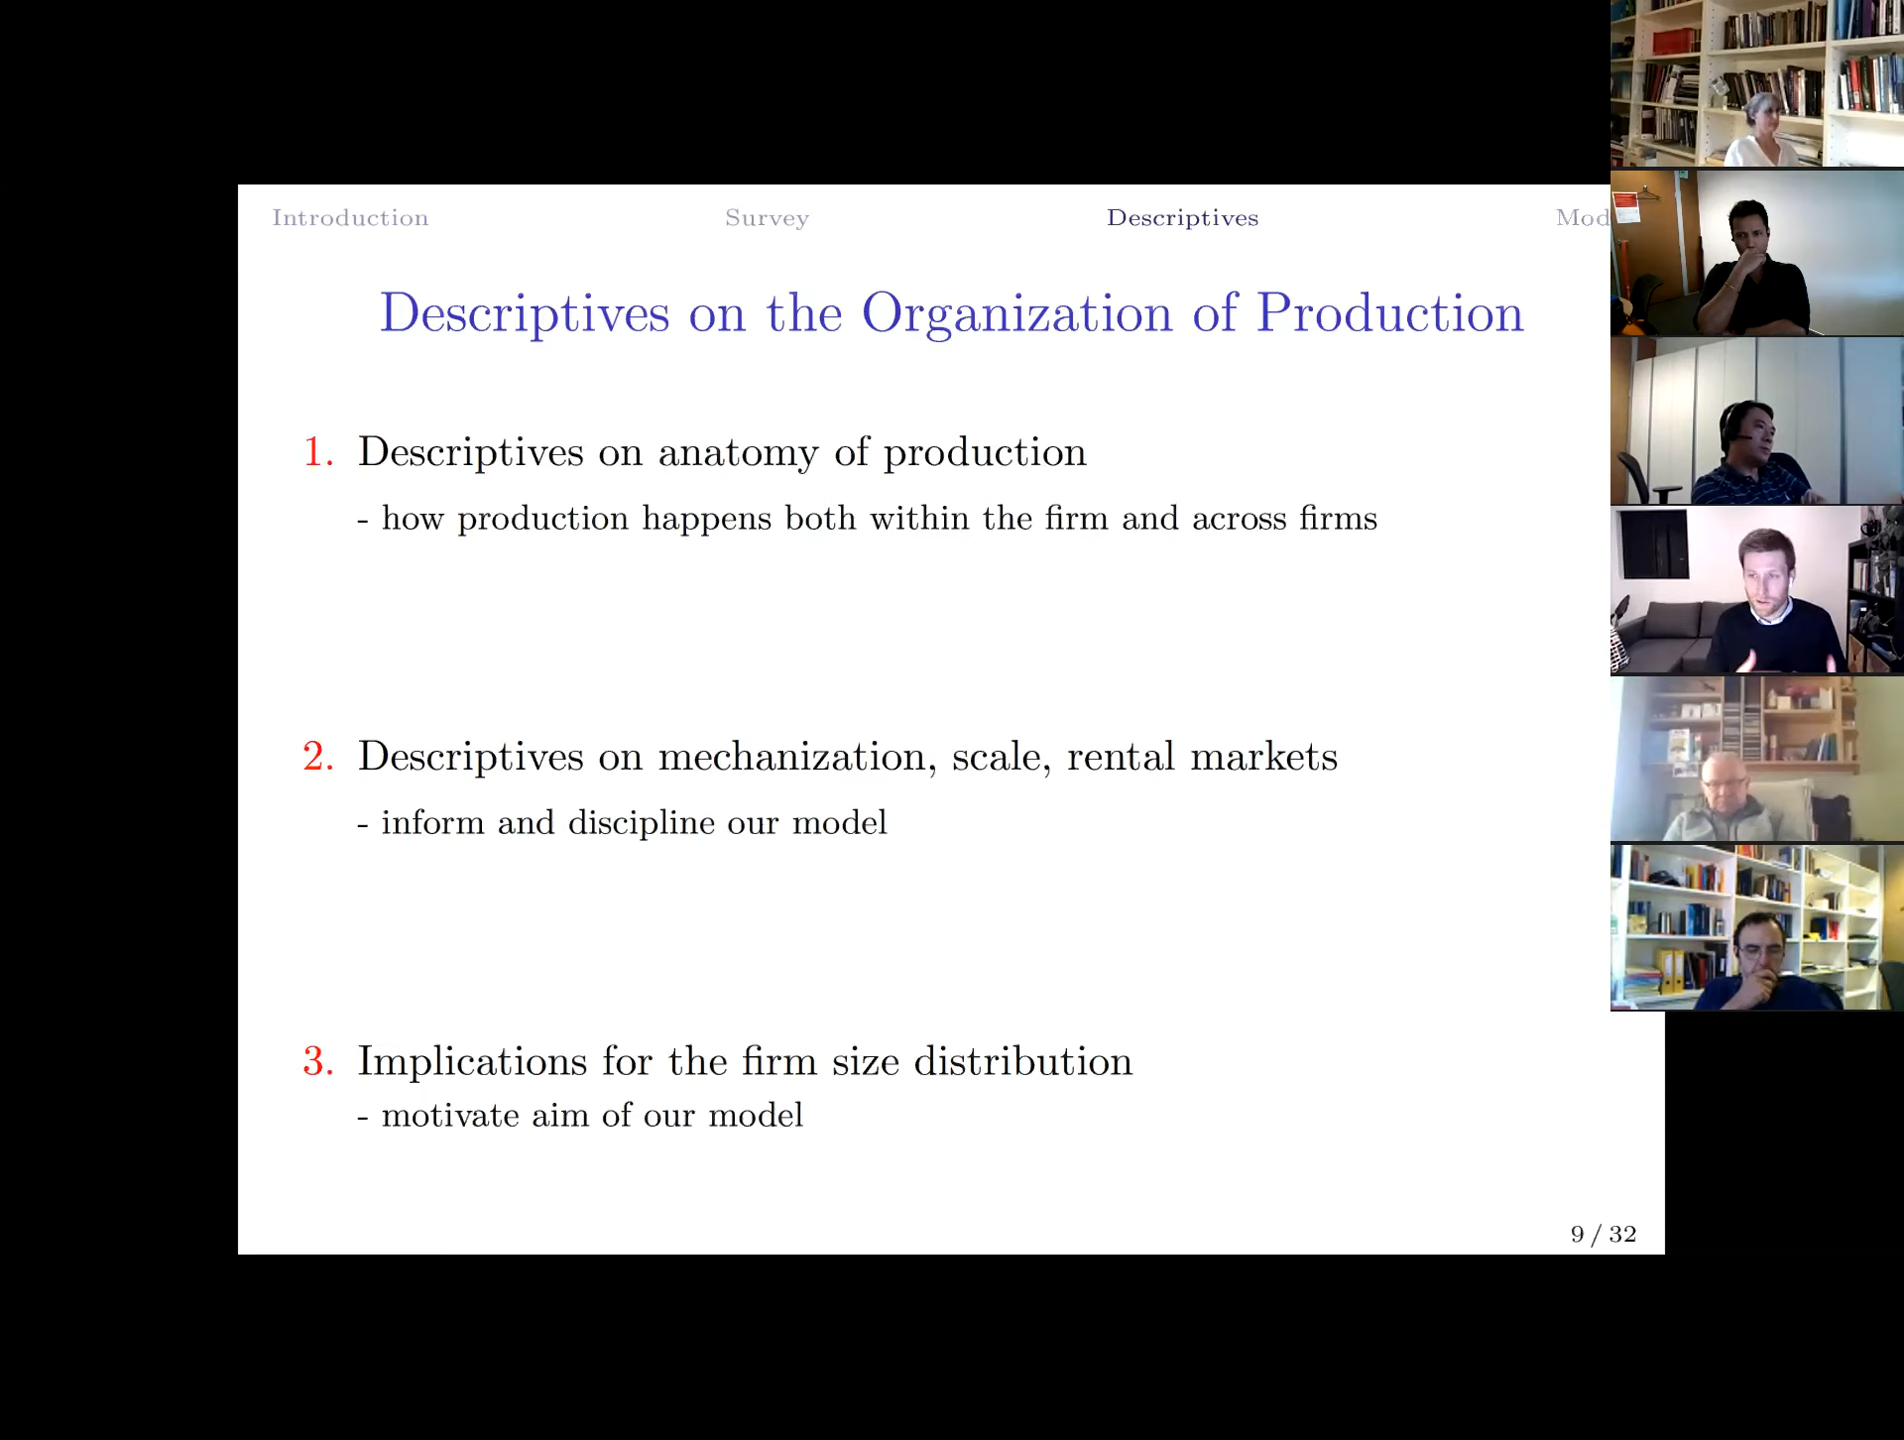 Introduction Survey Descriptives Mod
Descriptives on the Organization of Production
1. Descriptives on anatomy of production
- how production happens both within the firm and across firms
2. Descriptives on mechanization, scale, rental markets
- inform and discipline our model
3. Implications for the firm size distribution
- motivate aim of our model
9 / 32